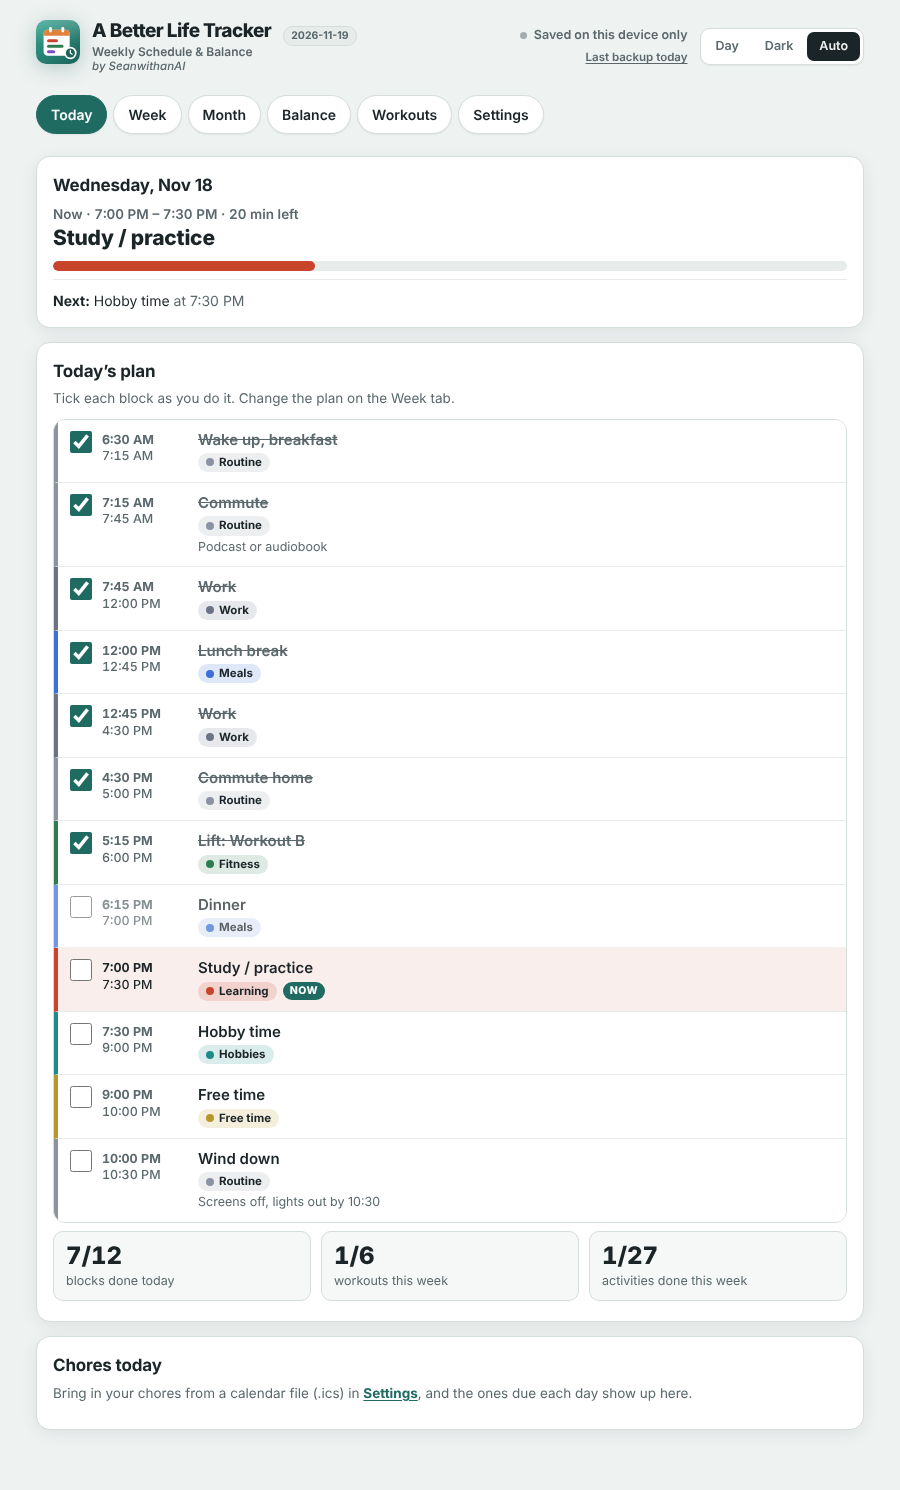 A Better Life Tracker
2026-11-19
Weekly Schedule & Balance
by SeanwithanAI
Saved on this device only
Last backup today
Day Dark Auto
Today Week Month Balance Workouts Settings
Wednesday, Nov 18
Now · 7:00 PM – 7:30 PM · 20 min left
Study / practice
Next: Hobby time at 7:30 PM
Today’s plan
Tick each block as you do it. Change the plan on the Week tab.
6:30 AM Wake up, breakfast
7:15 AM Routine
7:15 AM Commute
7:45 AM Routine
Podcast or audiobook
7:45 AM Work
12:00 PM Work
12:00 PM Lunch break
12:45 PM Meals
12:45 PM Work
4:30 PM Work
4:30 PM Commute home
5:00 PM Routine
5:15 PM Lift: Workout B
6:00 PM Fitness
6:15 PM Dinner
7:00 PM Meals
7:00 PM Study / practice
7:30 PM Learning NOW
7:30 PM Hobby time
9:00 PM Hobbies
9:00 PM Free time
10:00 PM Free time
10:00 PM Wind down
10:30 PM Routine
Screens off, lights out by 10:30
7/12 1/6 1/27
blocks done today workouts this week activities done this week
Chores today
Bring in your chores from a calendar file (.ics) in Settings, and the ones due each day show up here.